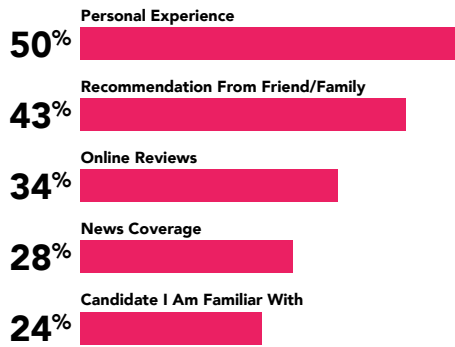 Personal Experience
50%
Recommendation From Friend/Family
43%
Online Reviews
34%
News Coverage
28%
Candidate I Am Familiar With
24%